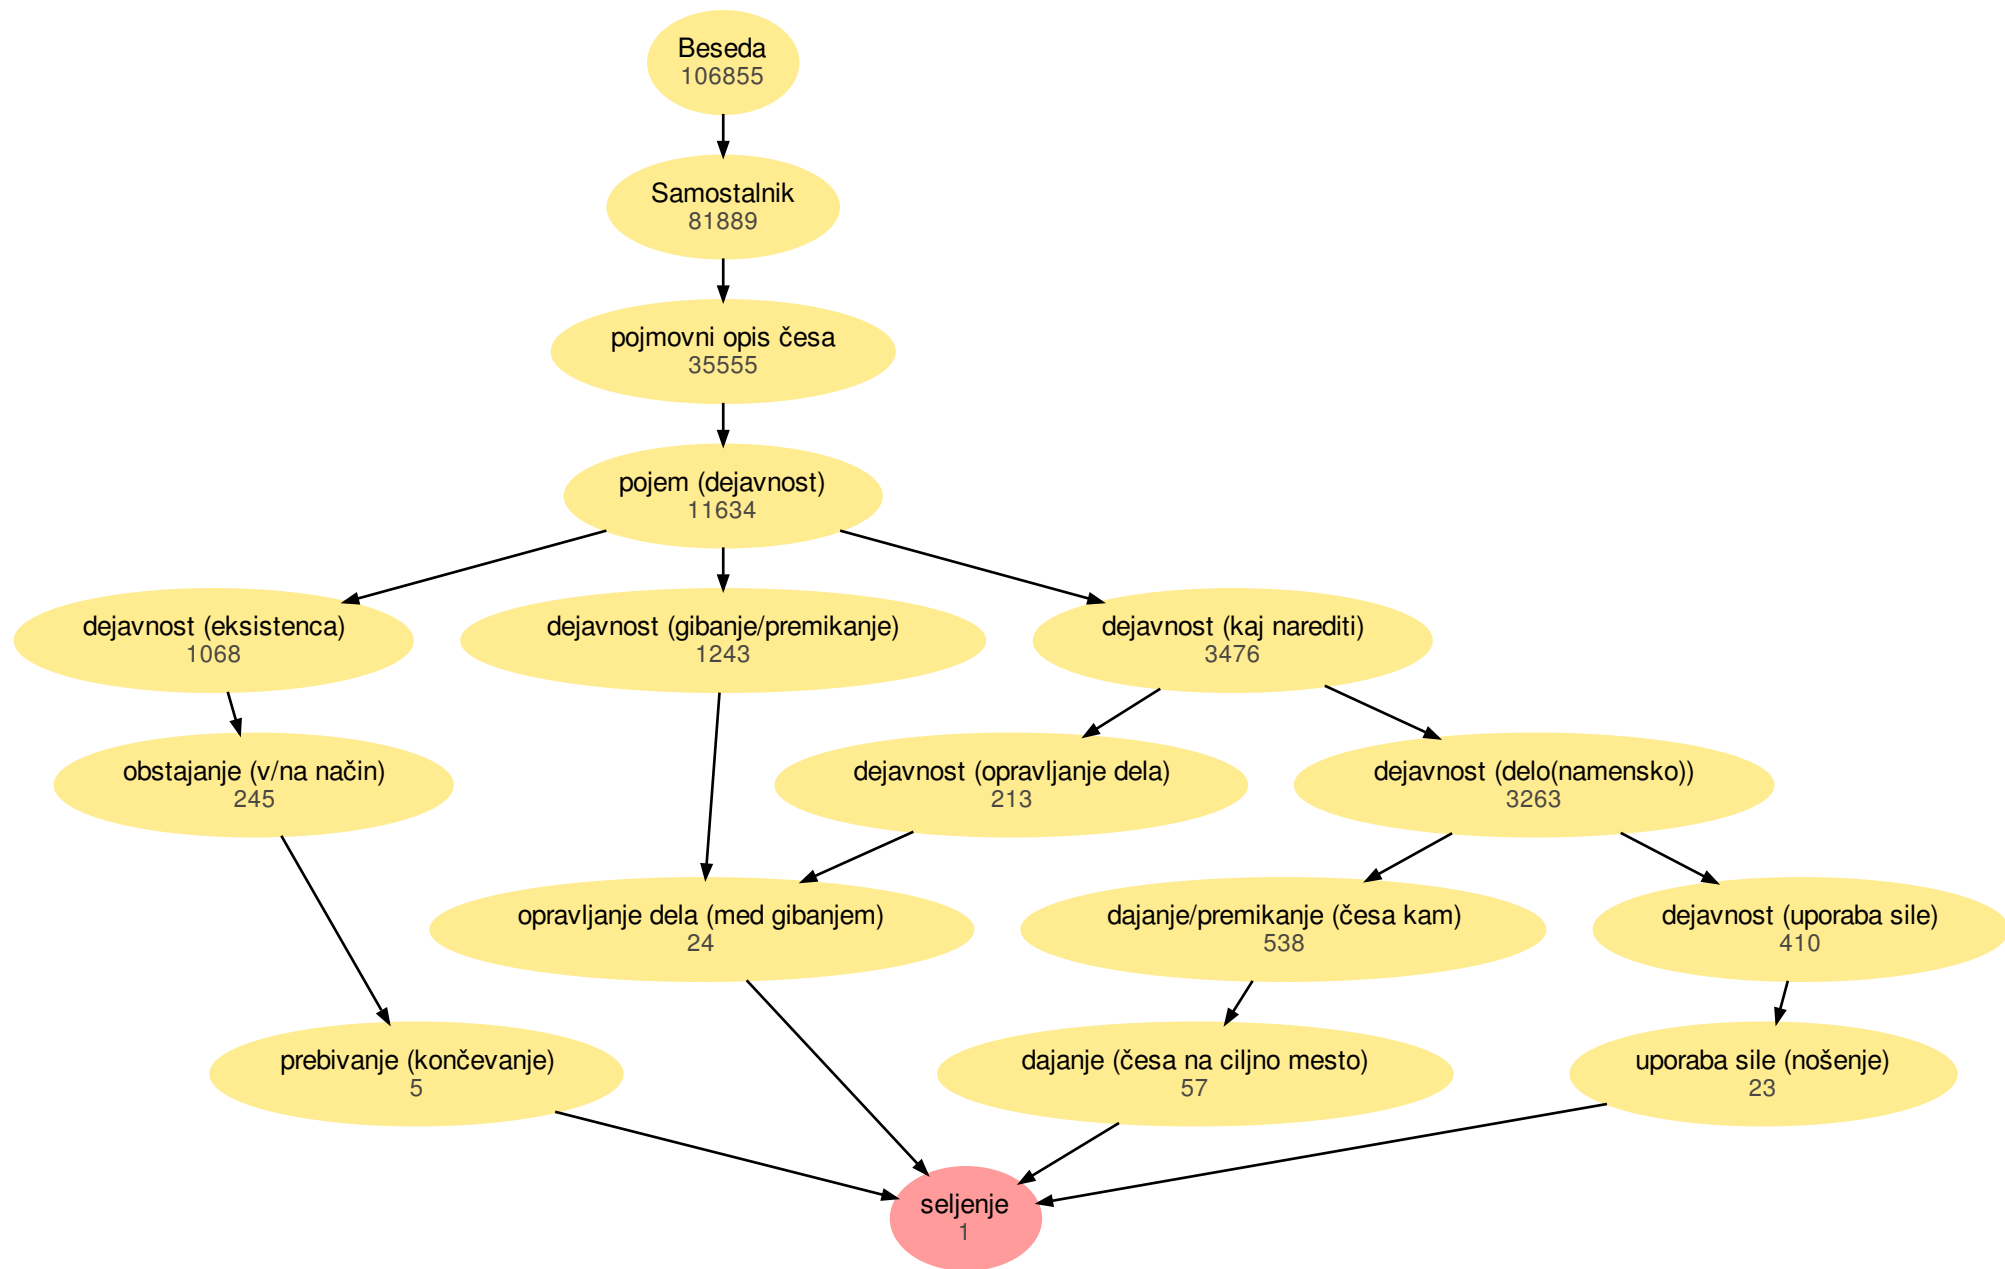 Beseda
106855
Samostalnik
81889
pojmovni opis česa
35555
pojem (dejavnost)
11634
dejavnost (eksistenca)
1068
dejavnost (gibanje/premikanje)
1243
dejavnost (kaj narediti)
3476
obstajanje (v/na način)
245
dejavnost (opravljanje dela)
213
dejavnost (delo(namensko))
3263
opravljanje dela (med gibanjem)
24
dajanje/premikanje (česa kam)
538
dejavnost (uporaba sile)
410
prebivanje (končevanje)
5
dajanje (česa na ciljno mesto)
57
uporaba sile (nošenje)
23
seljenje
1